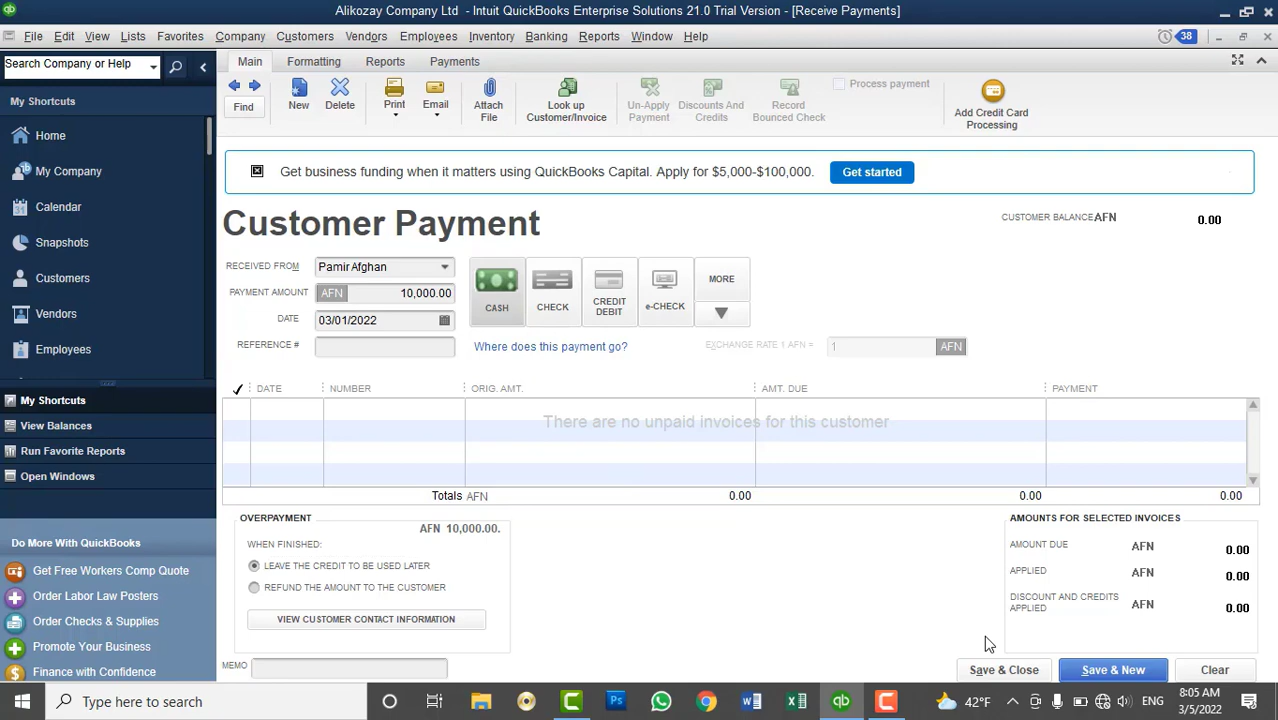 Alikozay Company Ltd - Intuit QuickBooks Enterprise Solutions 21.0 Trial Version - [Receive Payments]
File Edit View Lists Favorites Company Customers Vendors Employees Inventory Banking Reports Window Help 38
Search Company or Help
My Shortcuts
Home
My Company
Calendar
Snapshots
Customers
Vendors
Employees
My Shortcuts
View Balances
Run Favorite Reports
Open Windows
Do More With QuickBooks
Get Free Workers Comp Quote
Order Labor Law Posters
Order Checks & Supplies
Promote Your Business
Finance with Confidence
Main Formatting Reports Payments
Find
New
Delete
Print
Email
Attach
File
Look up
Customer/Invoice
Un-Apply
Payment
Discounts And
Credits
Record
Bounced Check
Process payment
Add Credit Card
Processing
Get business funding when it matters using QuickBooks Capital. Apply for $5,000-$100,000. Get started
Customer Payment
CUSTOMER BALANCE AFN 0.00
RECEIVED FROM Pamir Afghan
PAYMENT AMOUNT AFN 10,000.00
DATE 03/01/2022
REFERENCE #
CASH
CHECK
CREDIT
DEBIT
e-CHECK
MORE
Where does this payment go?
EXCHANGE RATE 1 AFN = 1 AFN
DATE NUMBER ORIG. AMT. AMT. DUE PAYMENT
There are no unpaid invoices for this customer
Totals AFN 0.00 0.00 0.00
OVERPAYMENT
AFN 10,000.00.
WHEN FINISHED:
LEAVE THE CREDIT TO BE USED LATER
REFUND THE AMOUNT TO THE CUSTOMER
VIEW CUSTOMER CONTACT INFORMATION
MEMO
AMOUNTS FOR SELECTED INVOICES
AMOUNT DUE AFN 0.00
APPLIED AFN 0.00
DISCOUNT AND CREDITS
APPLIED AFN 0.00
Save & Close Save & New Clear
Type here to search
42°F
ENG
8:05 AM
3/5/2022